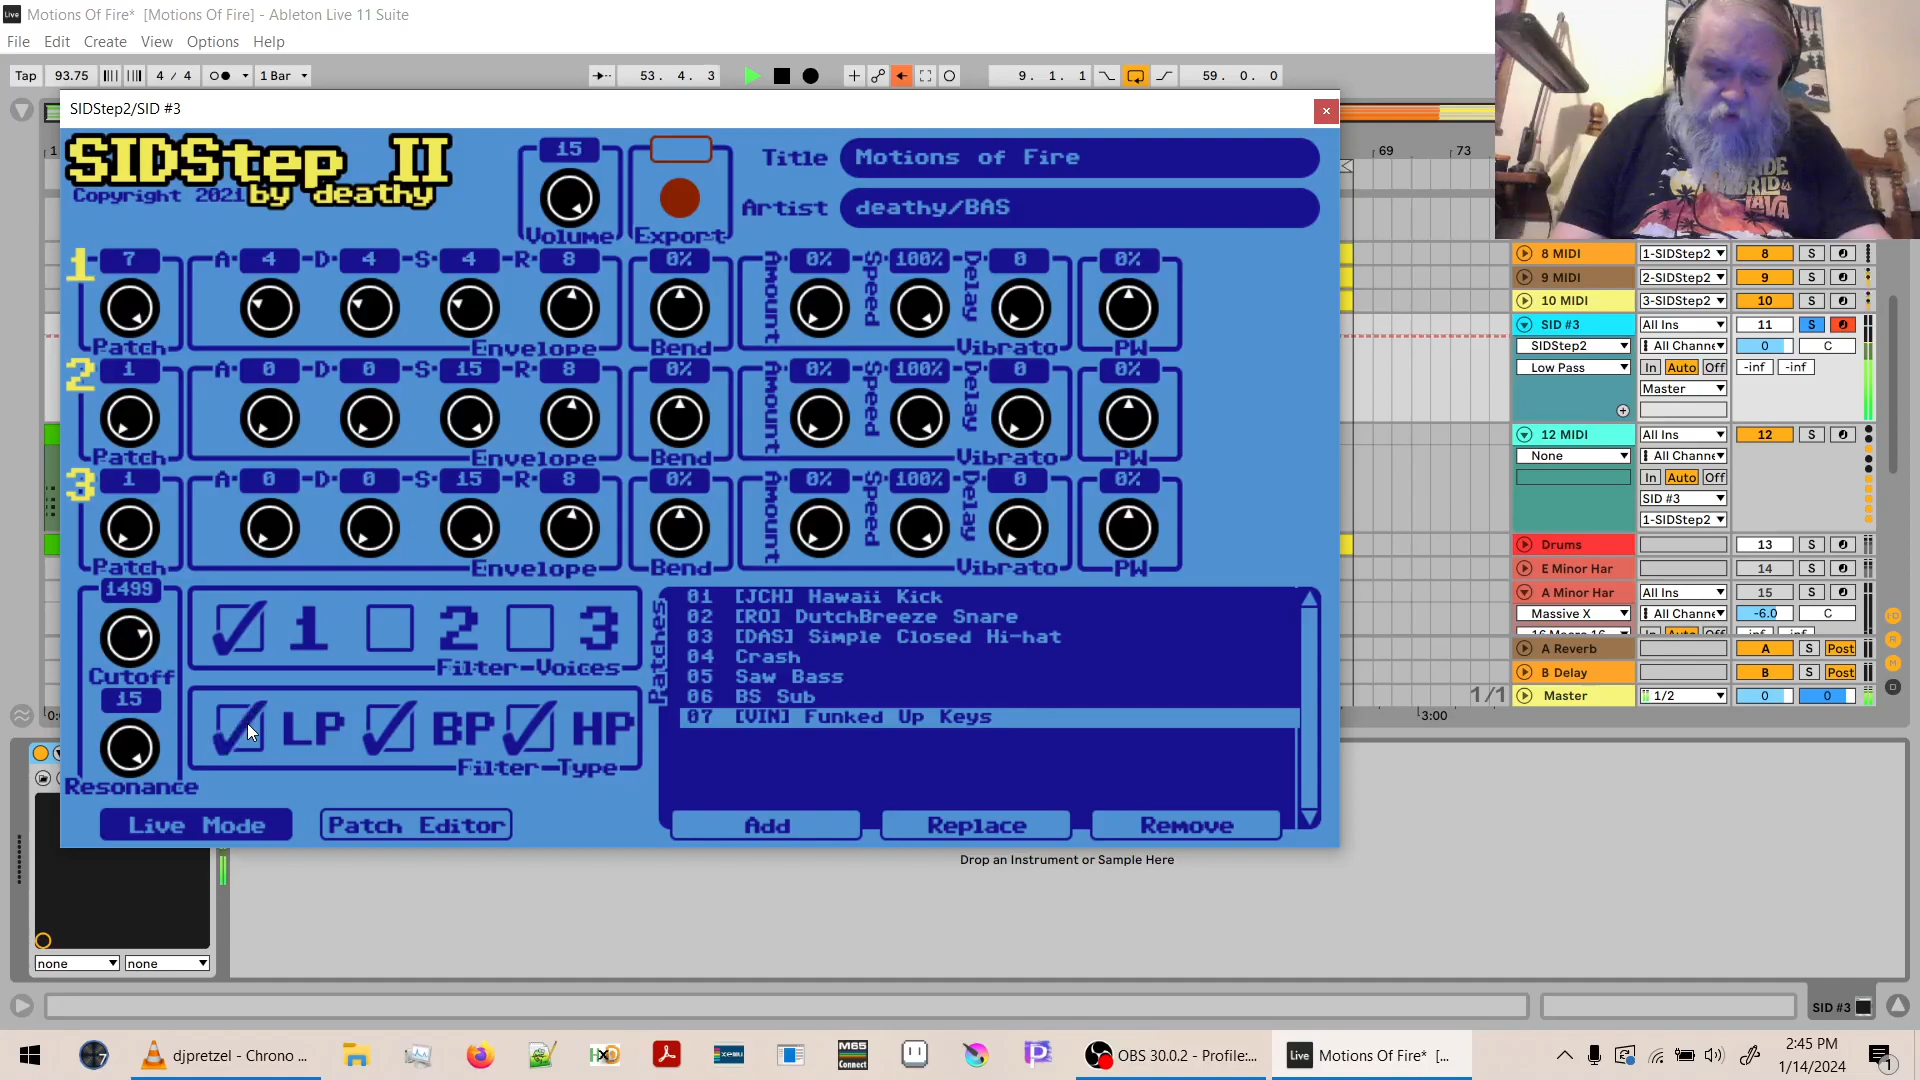 Live Motions Of Fire* [Motions Of Fire] - Ableton Live 11 Suite
File Edit Create View Options Help
Tap 93.75 4 / 4 1 Bar 53. 4. 3 9. 1. 1 59. 0. 0
SIDStep2/SID #3
SIDStep II
by deathy
Copyright 2021
15
Volume
Export
Title Motions of Fire
Artist deathy/BAS
1 7 A 4 D 4 S 4 R 8 0% Amount 0% Speed 100% Delay 0 0%
Patch Envelope Bend Vibrato PW
2 1 A 0 D 0 S 15 R 8 0% Amount 0% Speed 100% Delay 0 0%
Patch Envelope Bend Vibrato PW
3 1 A 0 D 0 S 15 R 8 0% Amount 0% Speed 100% Delay 0 0%
Patch Envelope Bend Vibrato PW
1499
Cutoff
15
Resonance
1 2 3
Filter-Voices
LP BP HP
Filter-Type
Patches
01 [JCH] Hawaii Kick
02 [RO] DutchBreeze Snare
03 [DAS] Simple Closed Hi-hat
04 Crash
05 Saw Bass
06 BS Sub
07 [VIN] Funked Up Keys
Live Mode Patch Editor Add Replace Remove
1 69 73
SIDE
WORLD
JAVA
8 MIDI 1-SIDStep2 8 S
9 MIDI 2-SIDStep2 9 S
10 MIDI 3-SIDStep2 10 S
SID #3 All Ins 11 S
SIDStep2 All Channe 0 C
Low Pass In Auto Off -inf -inf
Master
12 MIDI All Ins 12 S
None All Channe
In Auto Off
SID #3
1-SIDStep2
Drums 13 S
E Minor Har 14 S
A Minor Har All Ins 15 S
Massive X All Channe -6.0 C
A Reverb A S Post
B Delay B S Post
1/1 Master 1/2 0 0
3:00
Drop an Instrument or Sample Here
none none
SID #3
djpretzel - Chrono ... M65 Connect OBS 30.0.2 - Profile:... Live Motions Of Fire* [...
2:45 PM
1/14/2024
1